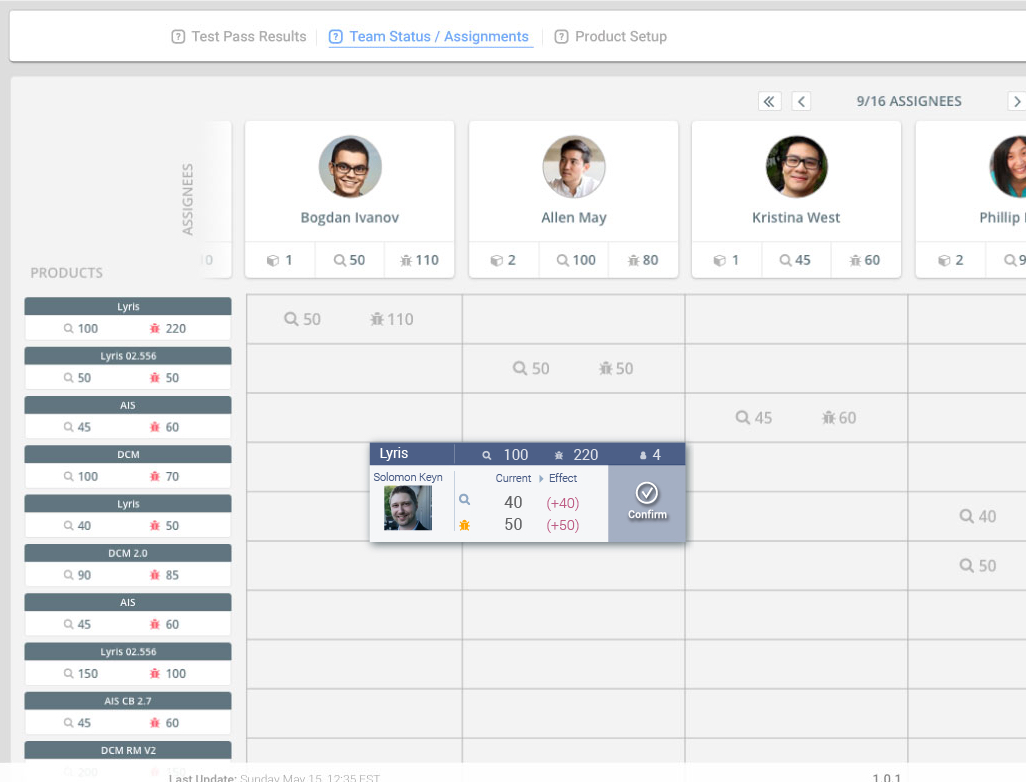 Test Pass Results Team Status / Assignments Product Setup
9/16 ASSIGNEES
ASSIGNEES
PRODUCTS
Bogdan Ivanov Allen May Kristina West Phillip
1 50 110 2 100 80 1 45 60 2 9
Lyris
100 220 50 110
Lyris 02.556
50 50 50 50
AIS
45 60 45 60
DCM
100 70
Lyris 100 220 4
Solomon Keyn Current Effect
40 (+40)
50 (+50)
Confirm
Lyris
40 50 40
DCM 2.0
90 85 50
AIS
45 60
Lyris 02.556
150 100
AIS CB 2.7
45 60
DCM RM V2
200 150
Last Update: Sunday May 15, 12:35 EST 1.0.1